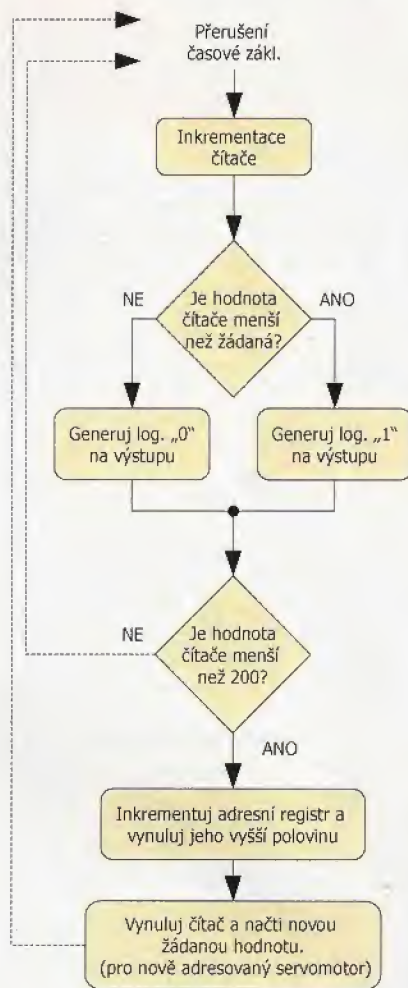 Přerušení
časové zákl.
Inkrementace
čítače
NE
Je hodnota
čítače menší
než žádaná?
ANO
Generuj log. „0“
na výstupu
Generuj log. „1“
na výstupu
NE
Je hodnota
čítače menší
než 200?
ANO
Inkrementuj adresní registr a
vynuluj jeho vyšší polovinu
Vynuluj čítač a načti novou
žádanou hodnotu.
(pro nově adresovaný servomotor)